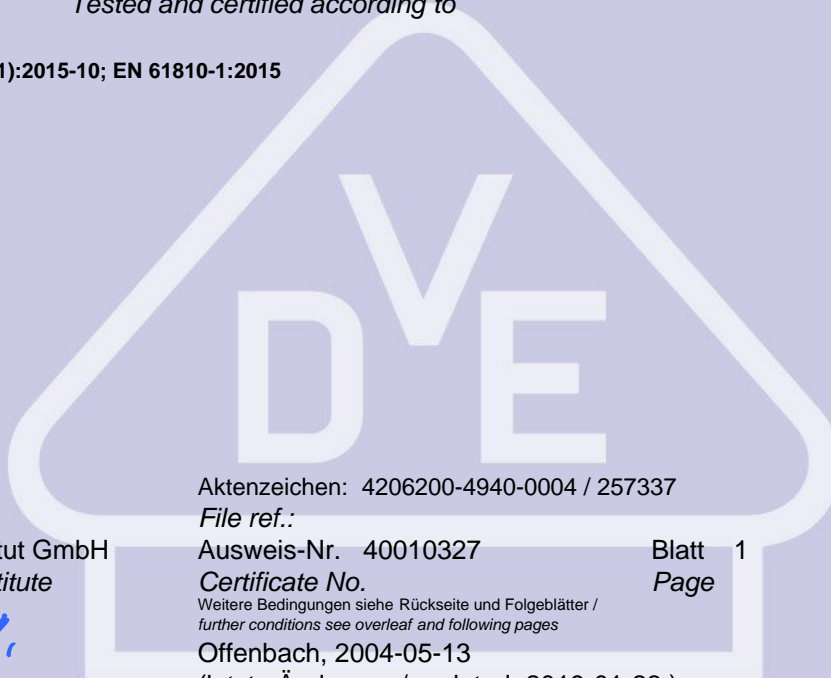 Tested and certified according to
1):2015-10; EN 61810-1:2015
VDE
Aktenzeichen: 4206200-4940-0004 / 257337
File ref.:
tut GmbH Ausweis-Nr. 40010327 Blatt 1
titute Certificate No. Page
Weitere Bedingungen siehe Rückseite und Folgeblätter /
further conditions see overleaf and following pages
Offenbach, 2004-05-13